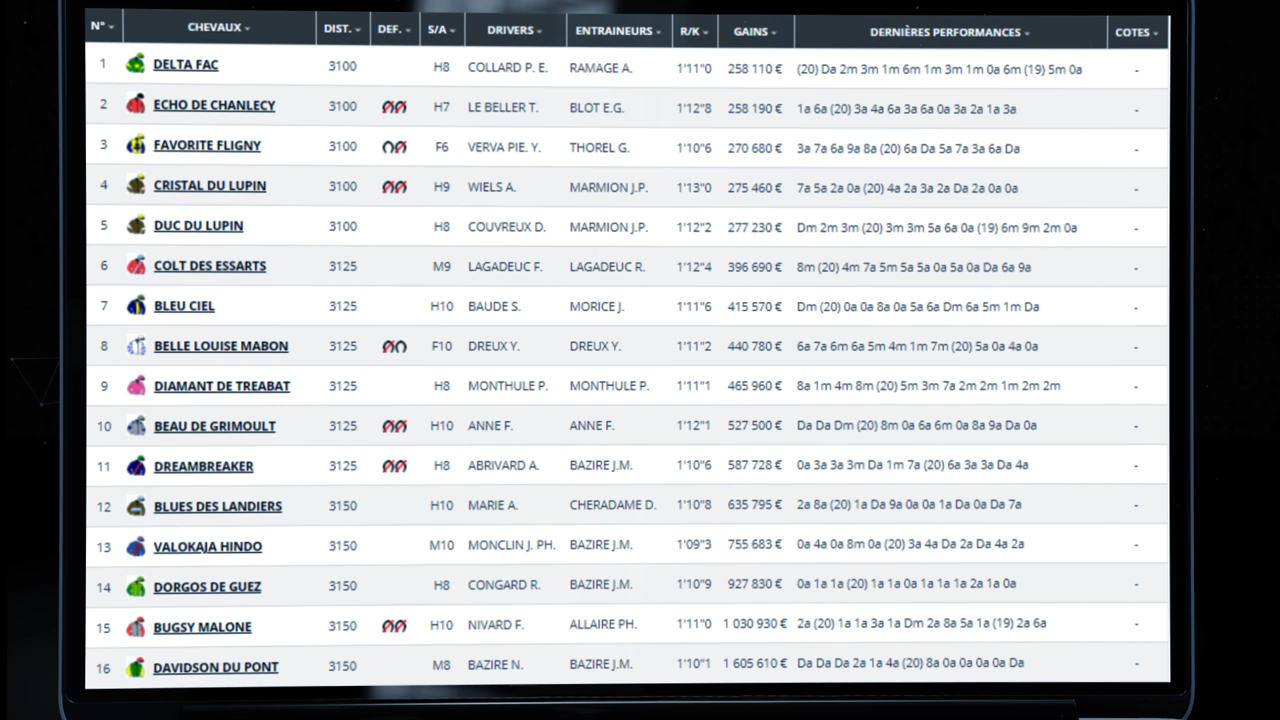 N° CHEVAUX DIST. DEF. S/A DRIVERS ENTRAINEURS R/K GAINS DERNIÈRES PERFORMANCES COTES
1 DELTA FAC 3100 H8 COLLARD P. E. RAMAGE A. 1'11"0 258 110 € (20) Da 2m 3m 1m 6m 1m 3m 1m 0a 6m (19) 5m 0a -
2 ECHO DE CHANLECY 3100 H7 LE BELLER T. BLOT E.G. 1'12"8 258 190 € 1a 6a (20) 3a 4a 6a 3a 6a 0a 3a 2a 1a 3a -
3 FAVORITE FLIGNY 3100 F6 VERVA PIE. Y. THOREL G. 1'10"6 270 680 € 3a 7a 6a 9a 8a (20) 6a Da 5a 7a 3a 6a Da -
4 CRISTAL DU LUPIN 3100 H9 WIELS A. MARMION J.P. 1'13"0 275 460 € 7a 5a 2a 0a (20) 4a 2a 3a 2a Da 2a 0a 0a -
5 DUC DU LUPIN 3100 H8 COUVREUX D. MARMION J.P. 1'12"2 277 230 € Dm 2m 3m (20) 3m 3m 5a 6a 0a (19) 6m 9m 2m 0a -
6 COLT DES ESSARTS 3125 M9 LAGADEUC F. LAGADEUC R. 1'12"4 396 690 € 8m (20) 4m 7a 5m 5a 5a 0a 5a 0a Da 6a 9a -
7 BLEU CIEL 3125 H10 BAUDE S. MORICE J. 1'11"6 415 570 € Dm (20) 0a 0a 8a 0a 5a 6a Dm 6a 5m 1m Da -
8 BELLE LOUISE MABON 3125 F10 DREUX Y. DREUX Y. 1'11"2 440 780 € 6a 7a 6m 6a 5m 4m 1m 7m (20) 5a 0a 4a 0a -
9 DIAMANT DE TREABAT 3125 H8 MONTHULE P. MONTHULE P. 1'11"1 465 960 € 8a 1m 4m 8m (20) 5m 3m 7a 2m 2m 1m 2m 2m -
10 BEAU DE GRIMOULT 3125 H10 ANNE F. ANNE F. 1'12"1 527 500 € Da Da Dm (20) 8m 0a 6a 6m 0a 8a 9a Da 0a -
11 DREAMBREAKER 3125 H8 ABRIVARD A. BAZIRE J.M. 1'10"6 587 728 € 0a 3a 3a 3m Da 1m 7a (20) 6a 3a 3a Da 4a -
12 BLUES DES LANDIERS 3150 H10 MARIE A. CHERADAME D. 1'10"8 635 795 € 2a 8a (20) 1a Da 9a 0a 0a 1a Da 0a Da 7a -
13 VALOKAJA HINDO 3150 M10 MONCLIN J. PH. BAZIRE J.M. 1'09"3 755 683 € 0a 4a 0a 8m 0a (20) 3a 4a Da 2a Da 4a 2a -
14 DORGOS DE GUEZ 3150 H8 CONGARD R. BAZIRE J.M. 1'10"9 927 830 € 0a 1a 1a (20) 1a 1a 0a 1a 1a 1a 2a 1a 0a -
15 BUGSY MALONE 3150 H10 NIVARD F. ALLAIRE PH. 1'11"0 1 030 930 € 2a (20) 1a 1a 3a 1a Dm 2a 8a 5a 1a (19) 2a 6a -
16 DAVIDSON DU PONT 3150 M8 BAZIRE N. BAZIRE J.M. 1'10"1 1 605 610 € Da Da Da 2a 1a 4a (20) 8a 0a 0a 0a 0a Da -